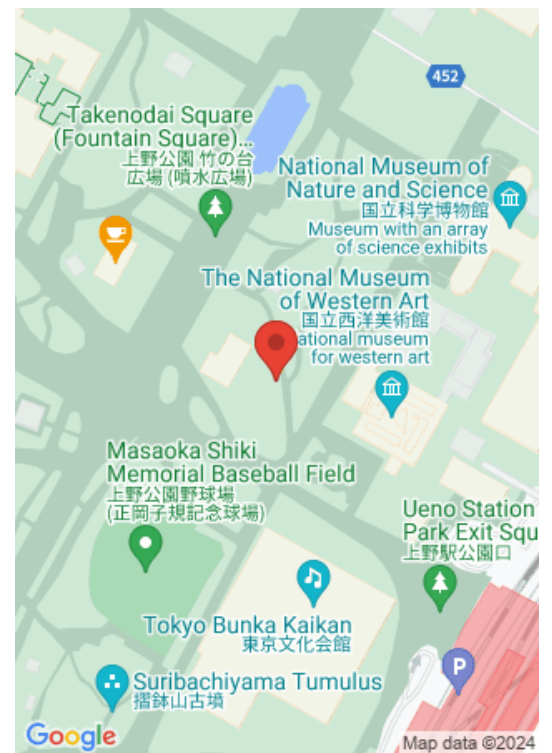 452
Takenodai Square
(Fountain Square)...
上野公園 竹の台
広場 (噴水広場)
National Museum of
Nature and Science
国立科学博物館
Museum with an array
of science exhibits
The National Museum
of Western Art
国立西洋美術館
ational museum
for western art
Masaoka Shiki
Memorial Baseball Field
上野公園野球場
(正岡子規記念球場)
Ueno Station
Park Exit Squ
上野駅公園口
Tokyo Bunka Kaikan
東京文化会館
P
Suribachiyama Tumulus
摺鉢山古墳
Google
Map data ©2024